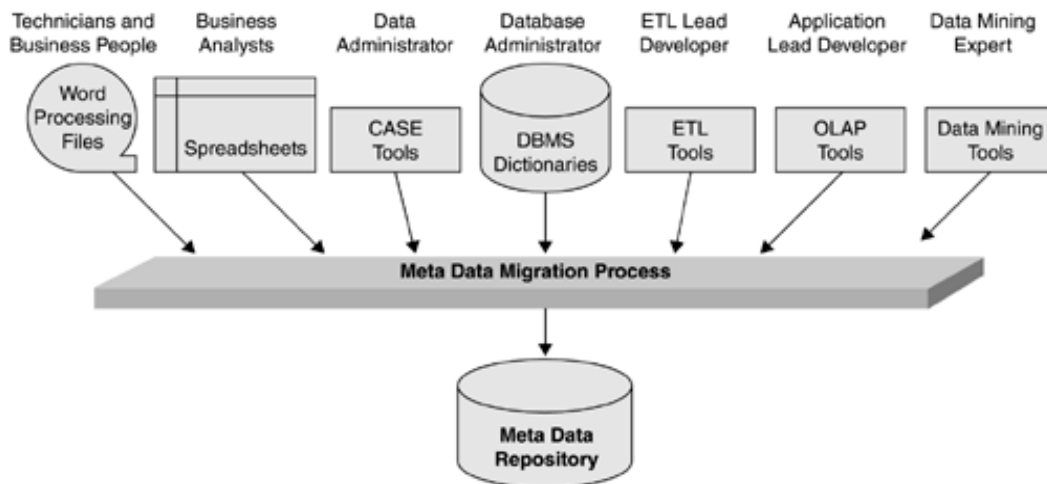 Technicians and
Business People
Business
Analysts
Data
Administrator
Database
Administrator
ETL Lead
Developer
Application
Lead Developer
Data Mining
Expert
Word
Processing
Files
Spreadsheets
CASE
Tools
DBMS
Dictionaries
ETL
Tools
OLAP
Tools
Data Mining
Tools
Meta Data Migration Process
Meta Data
Repository